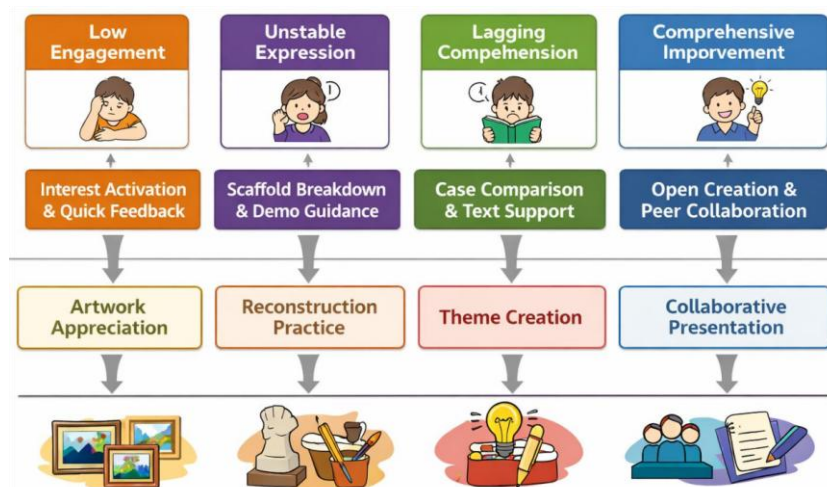 Low
Engagement
Unstable
Expression
Lagging
Compehension
Comprehensive
Improvement
Interest Activation
& Quick Feedback
Scaffold Breakdown
& Demo Guidance
Case Comparison
& Text Support
Open Creation &
Peer Collaboration
Artwork
Appreciation
Reconstruction
Practice
Theme Creation
Collaborative
Presentation